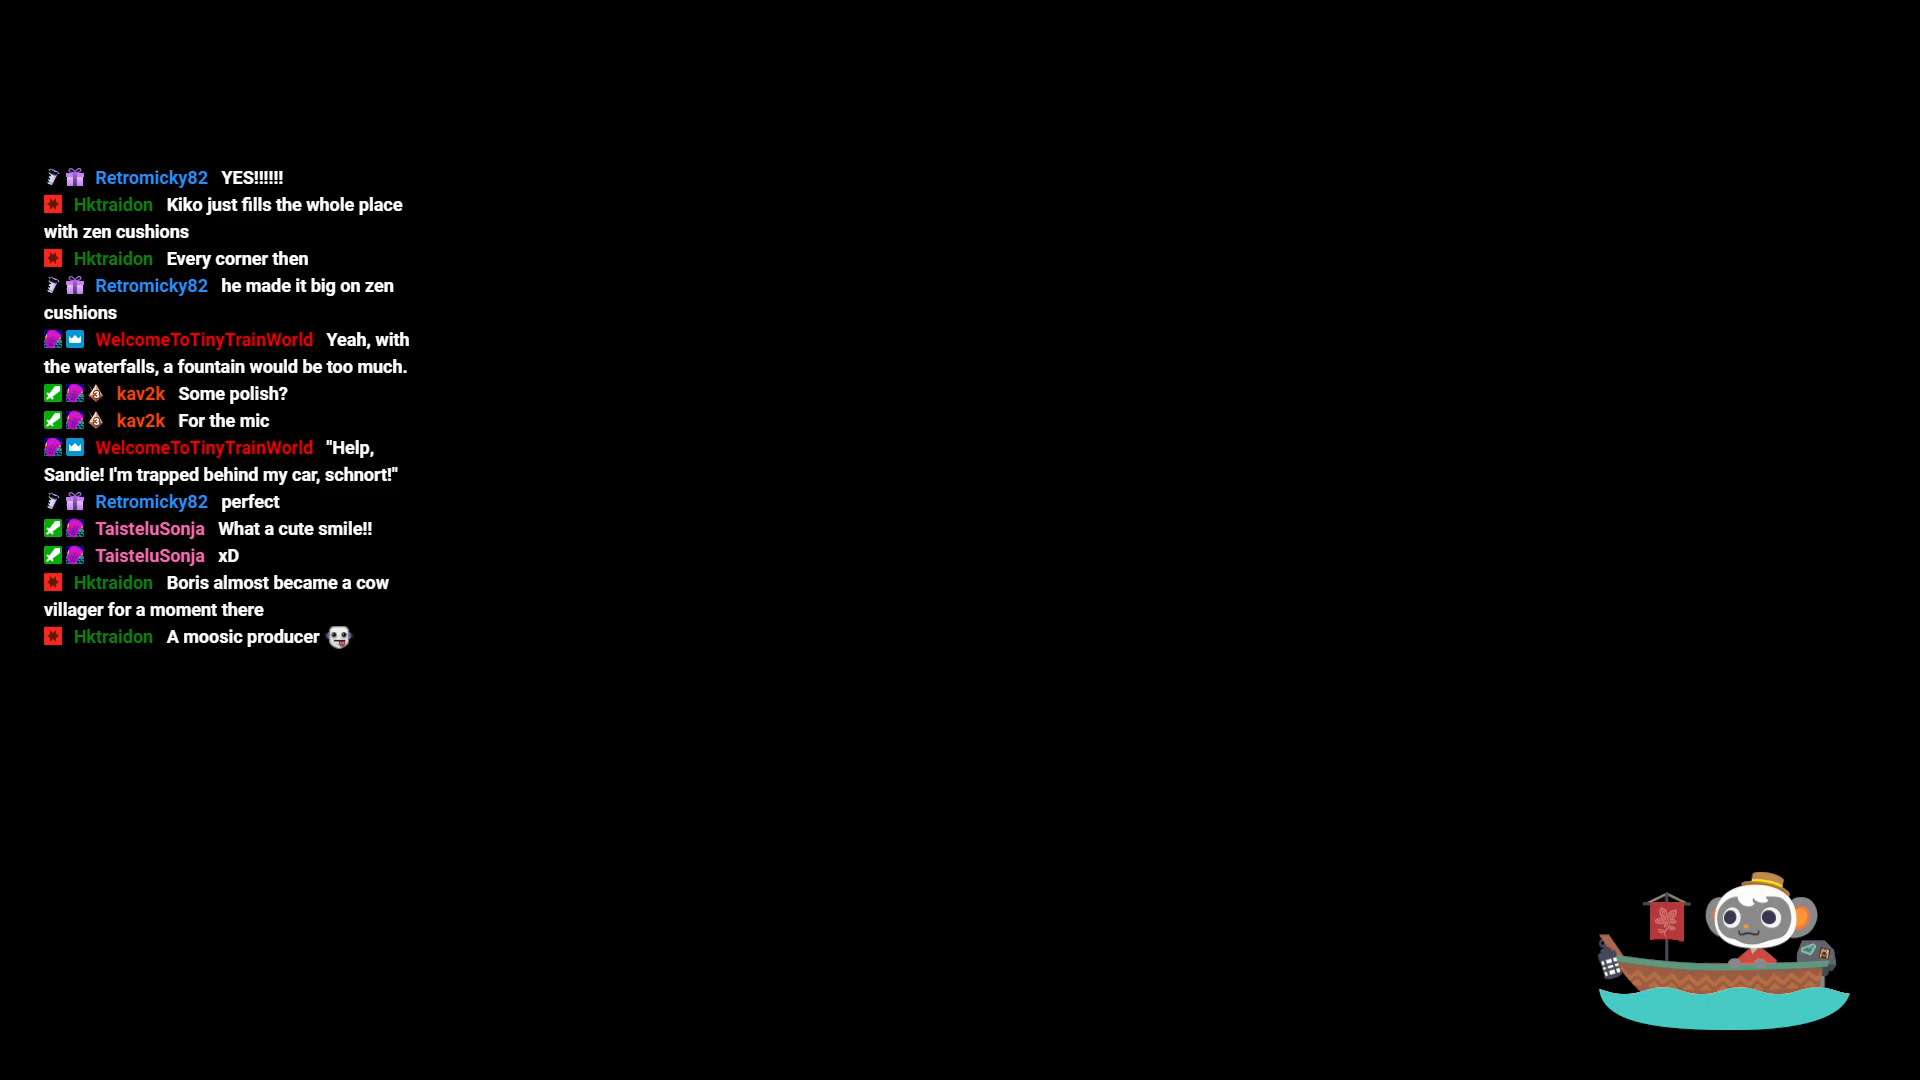 Retromicky82 YES!!!!!!
Hktraidon Kiko just fills the whole place
with zen cushions
Hktraidon Every corner then
Retromicky82 he made it big on zen
cushions
WelcomeToTinyTrainWorld Yeah, with
the waterfalls, a fountain would be too much.
kav2k Some polish?
kav2k For the mic
WelcomeToTinyTrainWorld "Help,
Sandie! I'm trapped behind my car, schnort!"
Retromicky82 perfect
TaisteluSonja What a cute smile!!
TaisteluSonja xD
Hktraidon Boris almost became a cow
villager for a moment there
Hktraidon A moosic producer